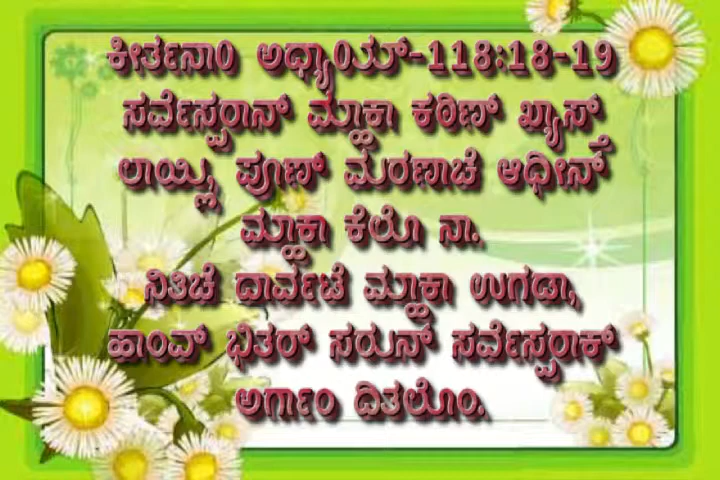 ಕೀರ್ತನಾಂ ಅಧ್ಯಾಂಯ್-118:18-19
ಸರ್ವೆಸ್ಪರಾನ್ ಮ್ಹಾಕಾ ಕಠಿಣ್ ಖ್ಯಾಸ್ತ್
ಲಾಯ್ಲಿ ಪೂಣ್ ಮರಣಾಚೆ ಆಧೀನ್
ಮ್ಹಾಕಾ ಕೆಲೊ ನಾ.
ನಿತಿಚೆ ದಾರ್ವಟೆ ಮ್ಹಾಕಾ ಉಗಡಾ,
ಹಾಂವ್ ಭಿತರ್ ಸರುನ್ ಸರ್ವೆಸ್ಪರಾಕ್
ಅರ್ಗಾಂ ದಿತಲೊಂ.